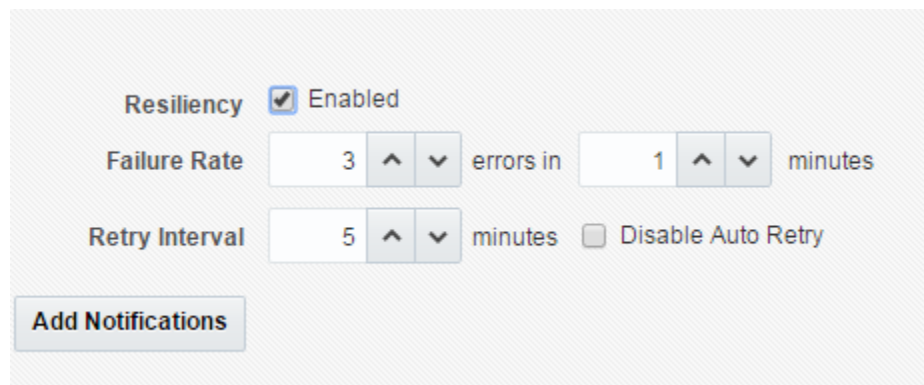 Resiliency Enabled
Failure Rate 3 errors in 1 minutes
Retry Interval 5 minutes Disable Auto Retry
Add Notifications